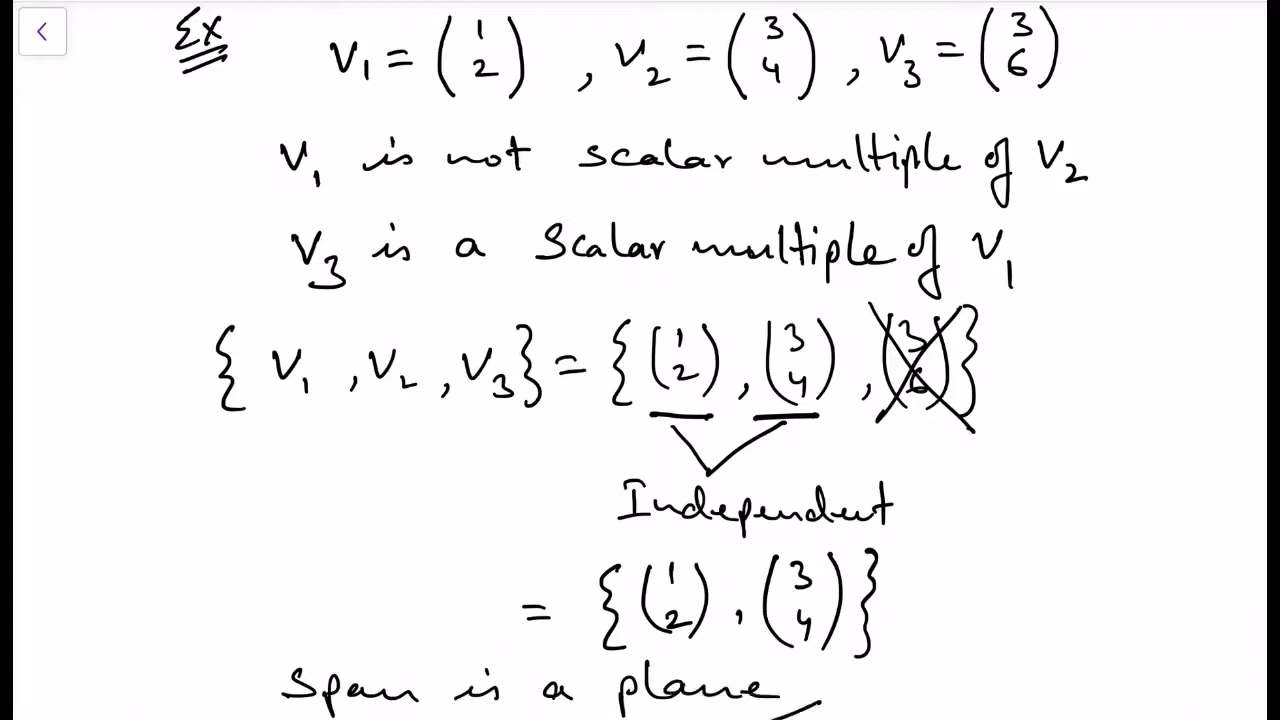 Ex V₁ = (1 2) , V₂ = (3 4) , V₃ = (3 6)
V₁ is not scalar multiple of V₂
V₃ is a scalar multiple of V₁
{ V₁ , V₂ , V₃ } = { (1 2) , (3 4) , (3 6) }
Independent
= { (1 2) , (3 4) }
Span is a plane